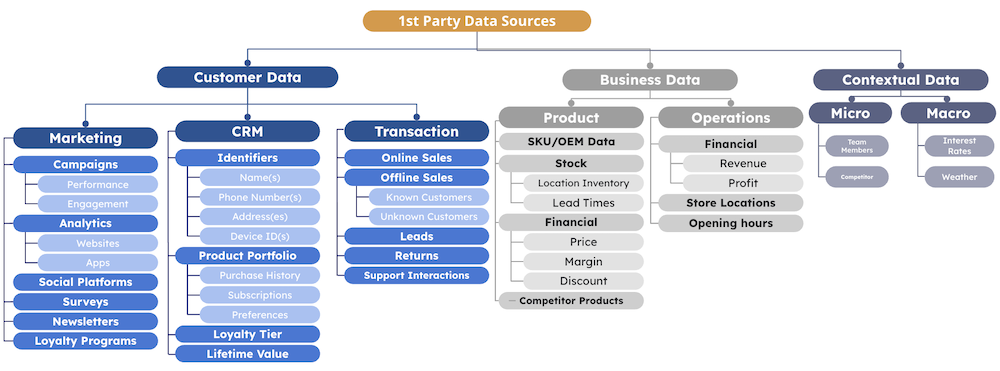 1st Party Data Sources
Customer Data
Marketing
Campaigns
Performance
Engagement
Analytics
Websites
Apps
Social Platforms
Surveys
Newsletters
Loyalty Programs
CRM
Identifiers
Name(s)
Phone Number(s)
Address(es)
Device ID(s)
Product Portfolio
Purchase History
Subscriptions
Preferences
Loyalty Tier
Lifetime Value
Transaction
Online Sales
Offline Sales
Known Customers
Unknown Customers
Leads
Returns
Support Interactions
Business Data
Product
SKU/OEM Data
Stock
Location Inventory
Lead Times
Financial
Price
Margin
Discount
Competitor Products
Operations
Financial
Revenue
Profit
Store Locations
Opening hours
Contextual Data
Micro
Team
Members
Competitor
Macro
Interest
Rates
Weather